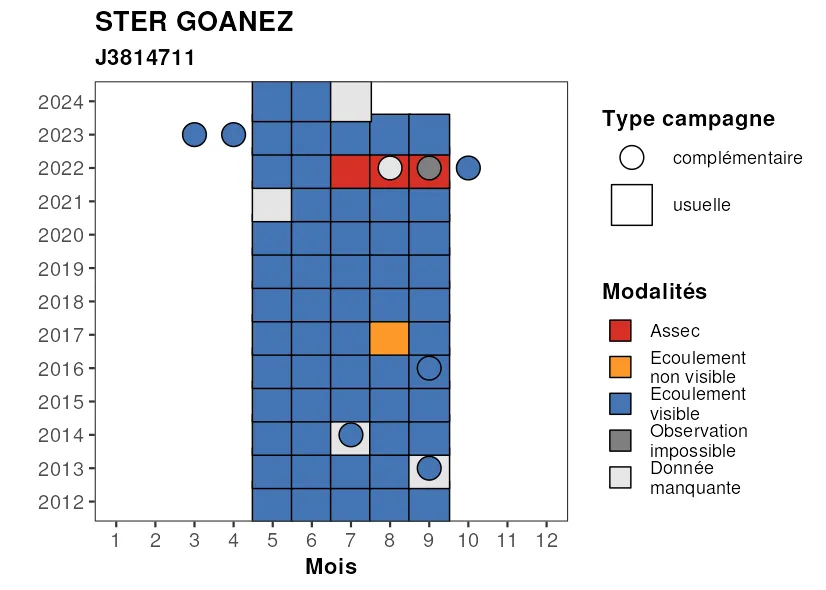 STER GOANEZ
J3814711
2024
2023
2022
2021
2020
2019
2018
2017
2016
2015
2014
2013
2012
1 2 3 4 5 6 7 8 9 10 11 12
Mois
Type campagne
complémentaire
usuelle
Modalités
Assec
Ecoulement
non visible
Ecoulement
visible
Observation
impossible
Donnée
manquante